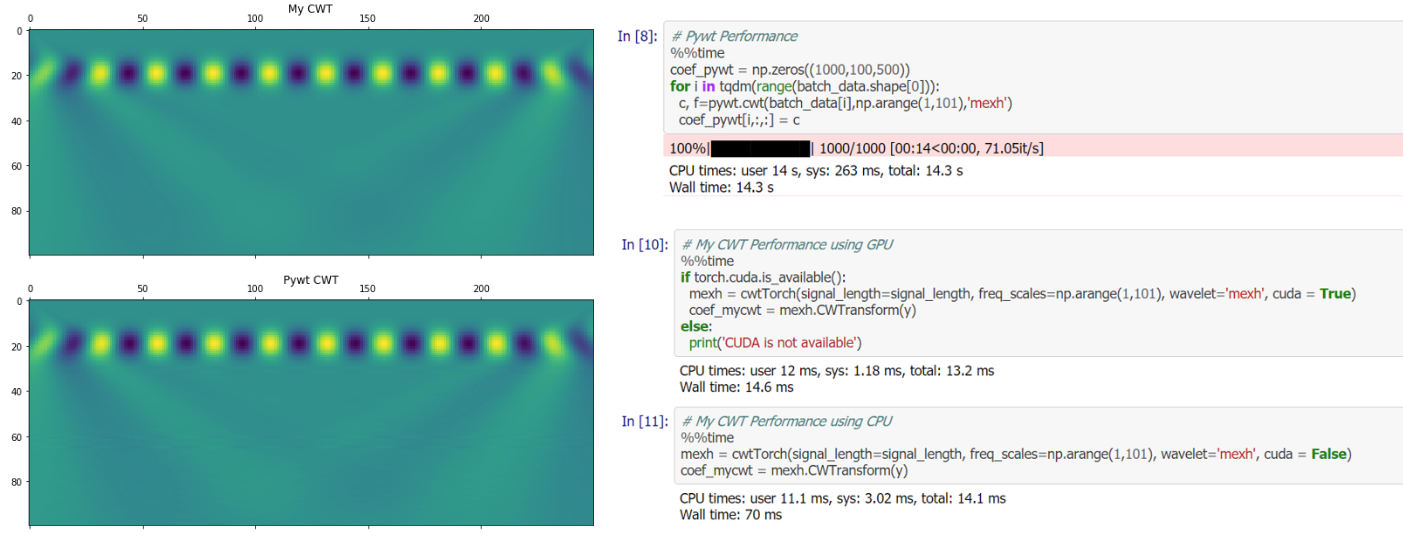 My CWT
0 50 100 150 200
0
20
40
60
80
Pywt CWT
0 50 100 150 200
0
20
40
60
80
In [8]: # Pywt Performance
%%time
coef_pywt = np.zeros((1000,100,500))
for i in tqdm(range(batch_data.shape[0])):
c, f=pywt.cwt(batch_data[i],np.arange(1,101),'mexh')
coef_pywt[i,:,:] = c
100%|██████████| 1000/1000 [00:14<00:00, 71.05it/s]
CPU times: user 14 s, sys: 263 ms, total: 14.3 s
Wall time: 14.3 s
In [10]: # My CWT Performance using GPU
%%time
if torch.cuda.is_available():
mexh = cwtTorch(signal_length=signal_length, freq_scales=np.arange(1,101), wavelet='mexh', cuda = True)
coef_mycwt = mexh.CWTransform(y)
else:
print('CUDA is not available')
CPU times: user 12 ms, sys: 1.18 ms, total: 13.2 ms
Wall time: 14.6 ms
In [11]: # My CWT Performance using CPU
%%time
mexh = cwtTorch(signal_length=signal_length, freq_scales=np.arange(1,101), wavelet='mexh', cuda = False)
coef_mycwt = mexh.CWTransform(y)
CPU times: user 11.1 ms, sys: 3.02 ms, total: 14.1 ms
Wall time: 70 ms